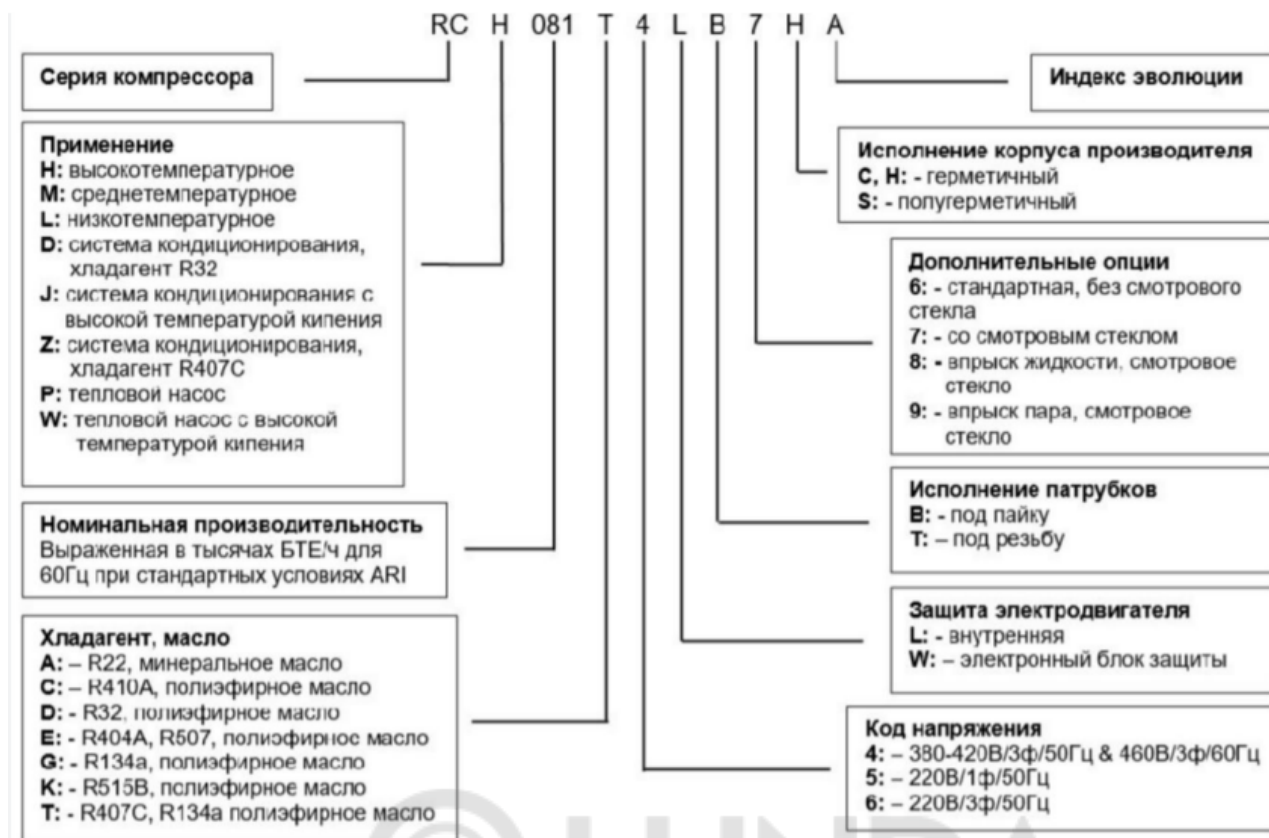 RC H 081 T 4 L B 7 H A
Серия компрессора
Применение
H: высокотемпературное
M: среднетемпературное
L: низкотемпературное
D: система кондиционирования,
хладагент R32
J: система кондиционирования с
высокой температурой кипения
Z: система кондиционирования,
хладагент R407C
P: тепловой насос
W: тепловой насос с высокой
температурой кипения
Номинальная производительность
Выраженная в тысячах БТЕ/ч для
60Гц при стандартных условиях ARI
Хладагент, масло
A: – R22, минеральное масло
C: – R410A, полиэфирное масло
D: - R32, полиэфирное масло
E: - R404A, R507, полиэфирное масло
G: - R134a, полиэфирное масло
K: - R515B, полиэфирное масло
T: - R407C, R134a полиэфирное масло
Индекс эволюции
Исполнение корпуса производителя
C, H: - герметичный
S: - полугерметичный
Дополнительные опции
6: - стандартная, без смотрового
стекла
7: - со смотровым стеклом
8: - впрыск жидкости, смотровое
стекло
9: - впрыск пара, смотровое
стекло
Исполнение патрубков
B: - под пайку
T: – под резьбу
Защита электродвигателя
L: - внутренняя
W: – электронный блок защиты
Код напряжения
4: – 380-420В/3ф/50Гц & 460В/3ф/60Гц
5: – 220В/1ф/50Гц
6: – 220В/3ф/50Гц